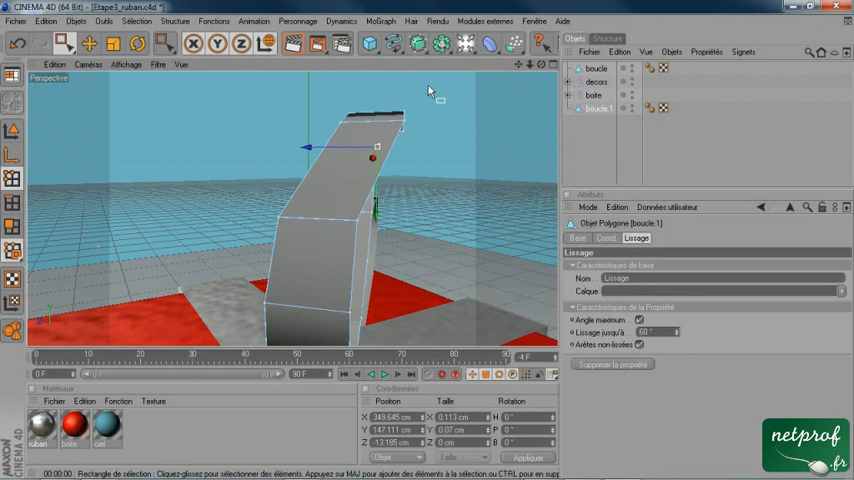 CINEMA 4D (64 Bit) - [Etape3_ruban.c4d *]
Fichier Edition Objets Outils Sélection Structure Fonctions Animation Personnage Dynamics MoGraph Hair Rendu Modules externes Fenêtre Aide
Objets Structure
Fichier Edition Vue Objets Propriétés Signets
Edition Caméras Affichage Filtre Vue
Perspective
boucle
decors
boite
boucle.1
Attributs
Mode Edition Données utilisateur
Objet Polygone [boucle.1]
Base Coord. Lissage
Lissage
Caractéristiques de base
Nom Lissage
Calque
Caractéristiques de la Propriété
Angle maximum
Lissage jusqu'à 60 °
Arêtes non-lissées
Supprimer la propriété
0 10 20 30 40 50 60 70 80 90 -4 F
0 F 0 F 90 F 90 F
Matériaux
Fichier Edition Fonction Texture
ruban boite ciel
Coordonnées
Position Taille Rotation
X 349.645 cm X 0.113 cm H 0 °
Y 147.111 cm Y 0.07 cm P 0 °
Z -13.185 cm Z 0 cm B 0 °
Objet Taille Appliquer
MAXON
CINEMA 4D
00:00:00 Rectangle de sélection : Cliquez-glissez pour sélectionner des éléments. Appuyez sur MAJ pour ajouter des éléments à la sélection ou CTRL pour en supp
netprof
.fr